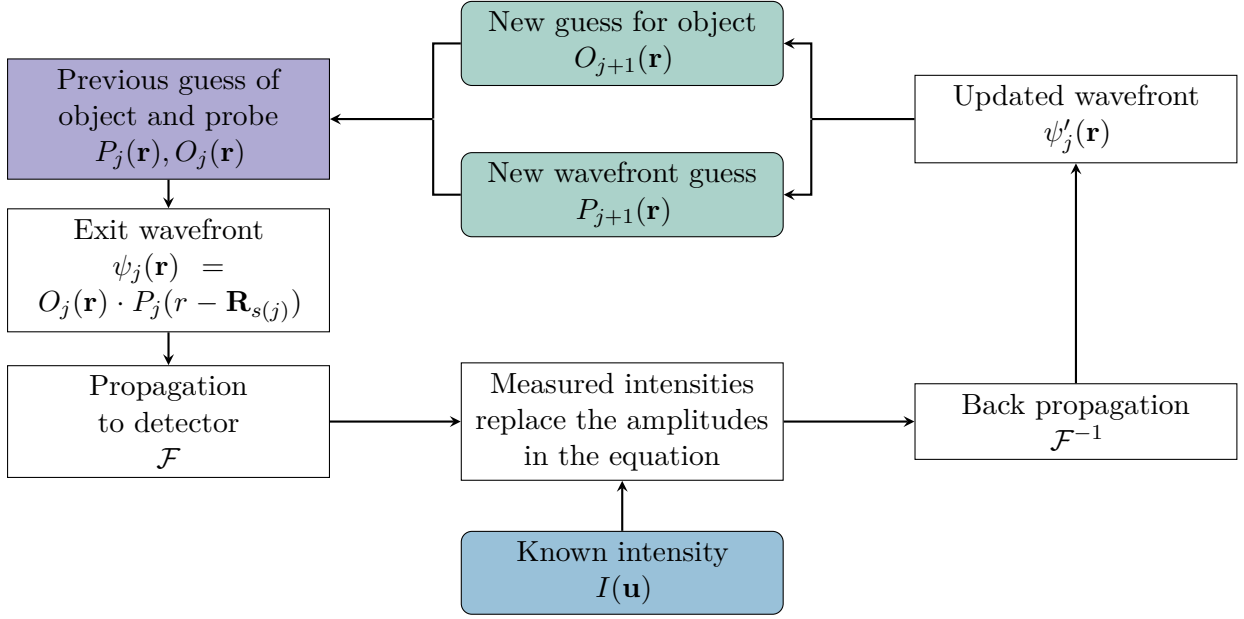 Previous guess of
object and probe
P_j(𝐫), O_j(𝐫)
Exit wavefront
ψ_j(𝐫) =
O_j(𝐫) · P_j(r − 𝐑_{s(j)})
Propagation
to detector
ℱ
Measured intensities
replace the amplitudes
in the equation
Known intensity
I(𝐮)
Back propagation
ℱ^{−1}
Updated wavefront
ψ′_j(𝐫)
New guess for object
O_{j+1}(𝐫)
New wavefront guess
P_{j+1}(𝐫)